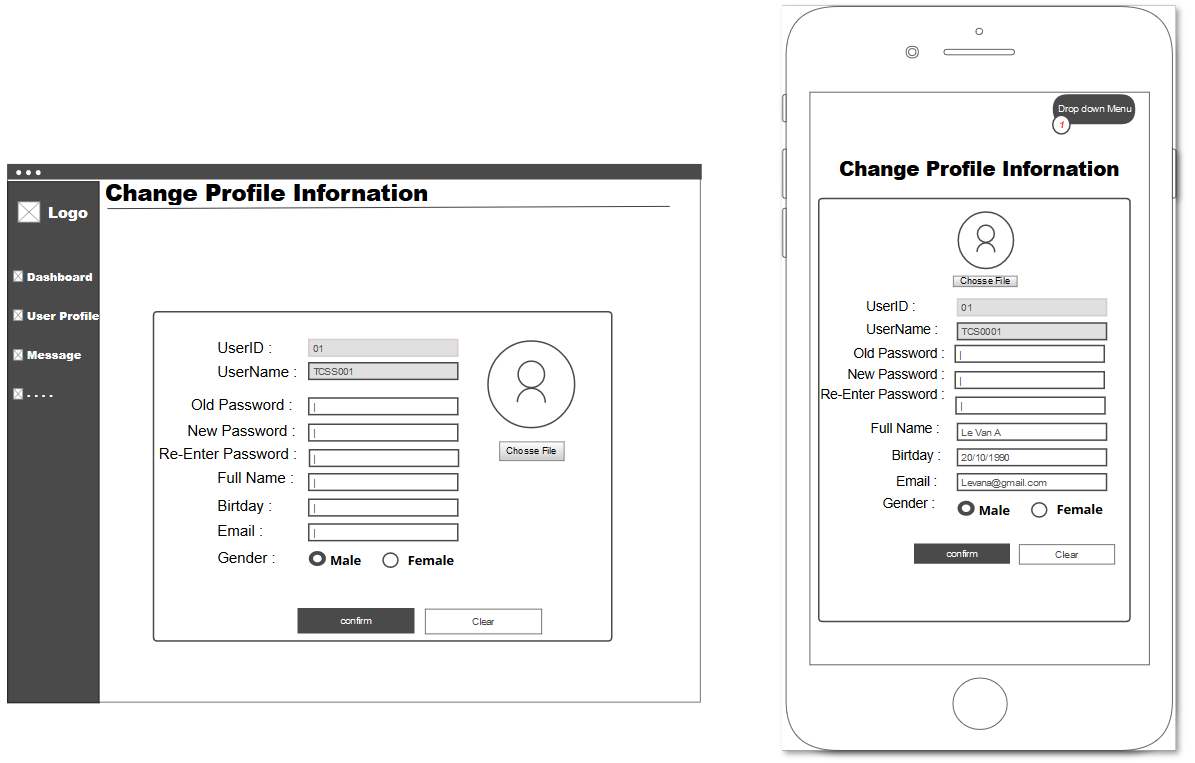 Change Profile Infornation
Logo
Dashboard
User Profile
Message
- - - -
UserID : 01
UserName : TCSS001
Old Password : |
New Password : |
Re-Enter Password : |
Full Name : |
Birtday : |
Email : |
Gender : Male Female
Chosse File
confirm Clear
Drop down Menu
1
Change Profile Infornation
Chosse File
UserID : 01
UserName : TCS0001
Old Password : |
New Password : |
Re-Enter Password : |
Full Name : Le Van A
Birtday : 20/10/1990
Email : Levana@gmail.com
Gender : Male Female
confirm Clear